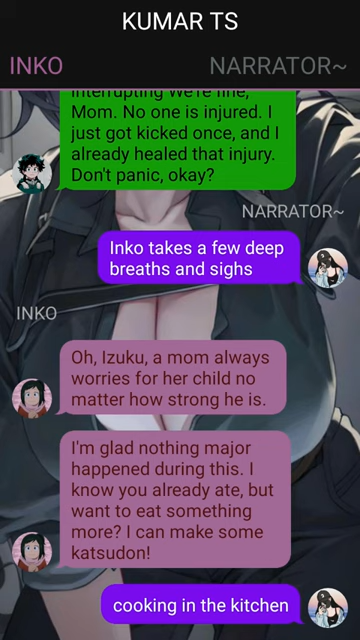 KUMAR TS
INKO
NARRATOR~
interrupting We're fine,
Mom. No one is injured. I
just got kicked once, and I
already healed that injury.
Don't panic, okay?
NARRATOR~
Inko takes a few deep
breaths and sighs
INKO
Oh, Izuku, a mom always
worries for her child no
matter how strong he is.
I'm glad nothing major
happened during this. I
know you already ate, but
want to eat something
more? I can make some
katsudon!
cooking in the kitchen